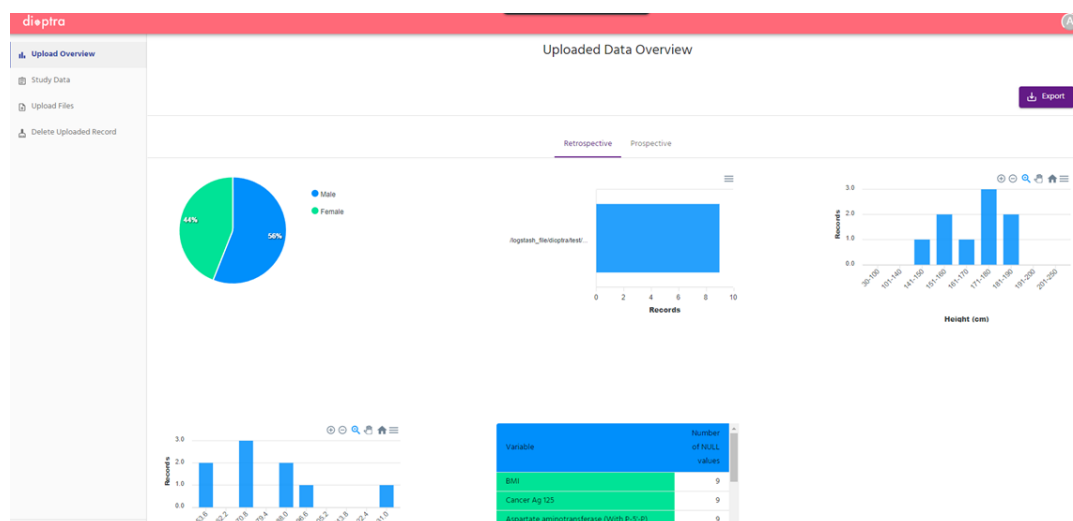 dioptra
A
Uploaded Data Overview
Upload Overview
Study Data
Upload Files
Delete Uploaded Record
Export
Retrospective Prospective
Male
Female
44%
56%
/logstash_file/dioptra/test/...
0 2 4 6 8 10
Records
3.0
2.0
1.0
0.0
Records
30-100 101-140 141-150 151-160 161-170 171-180 181-190 191-200 201-250
Height (cm)
3.0
2.0
1.0
0.0
Records
Variable
Number
of NULL
values
BMI 9
Cancer Ag 125 9
Aspartate aminotransferase (With P-5'-P) 9